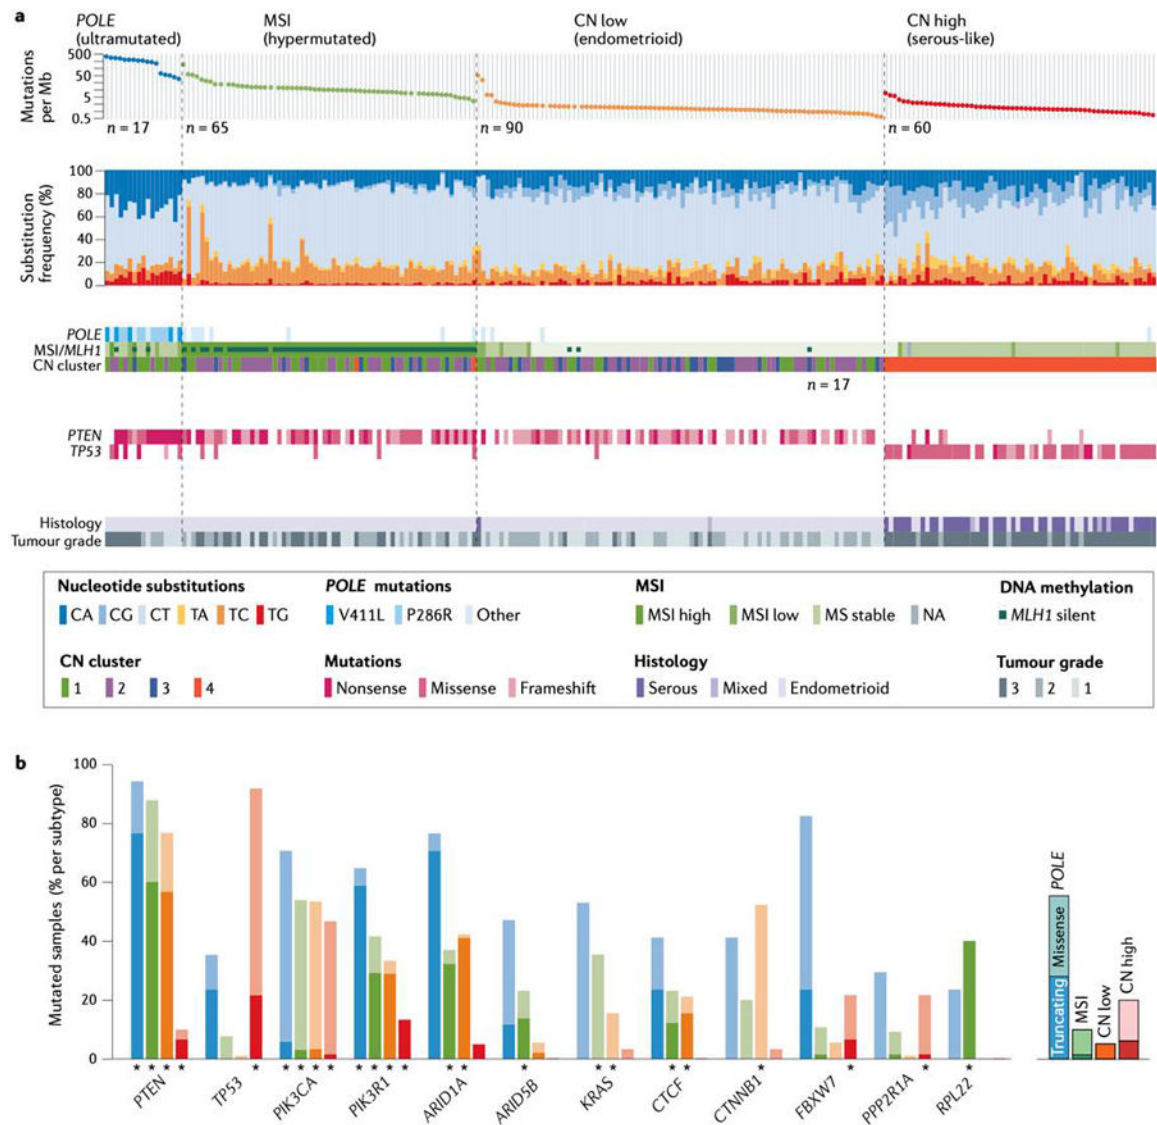 a
POLE (ultramutated)
MSI (hypermutated)
CN low (endometrioid)
CN high (serous-like)
Mutations per Mb
500
50
5
0.5
n = 17
n = 65
n = 90
n = 60
Substitution frequency (%)
100
80
60
40
20
0
POLE
MSI/MLH1
CN cluster
n = 17
PTEN
TP53
Histology
Tumour grade
Nucleotide substitutions
CA CG CT TA TC TG
POLE mutations
V411L P286R Other
MSI
MSI high MSI low MS stable NA
DNA methylation
MLH1 silent
CN cluster
1 2 3 4
Mutations
Nonsense Missense Frameshift
Histology
Serous Mixed Endometrioid
Tumour grade
3 2 1
b
Mutated samples (% per subtype)
100
80
60
40
20
0
* * * *
*
* * * *
* * * *
* * *
*
* *
* *
*
*
*
*
PTEN
TP53
PIK3CA
PIK3R1
ARID1A
ARID5B
KRAS
CTCF
CTNNB1
FBXW7
PPP2R1A
RPL22
POLE
Truncating Missense
MSI
CN low
CN high